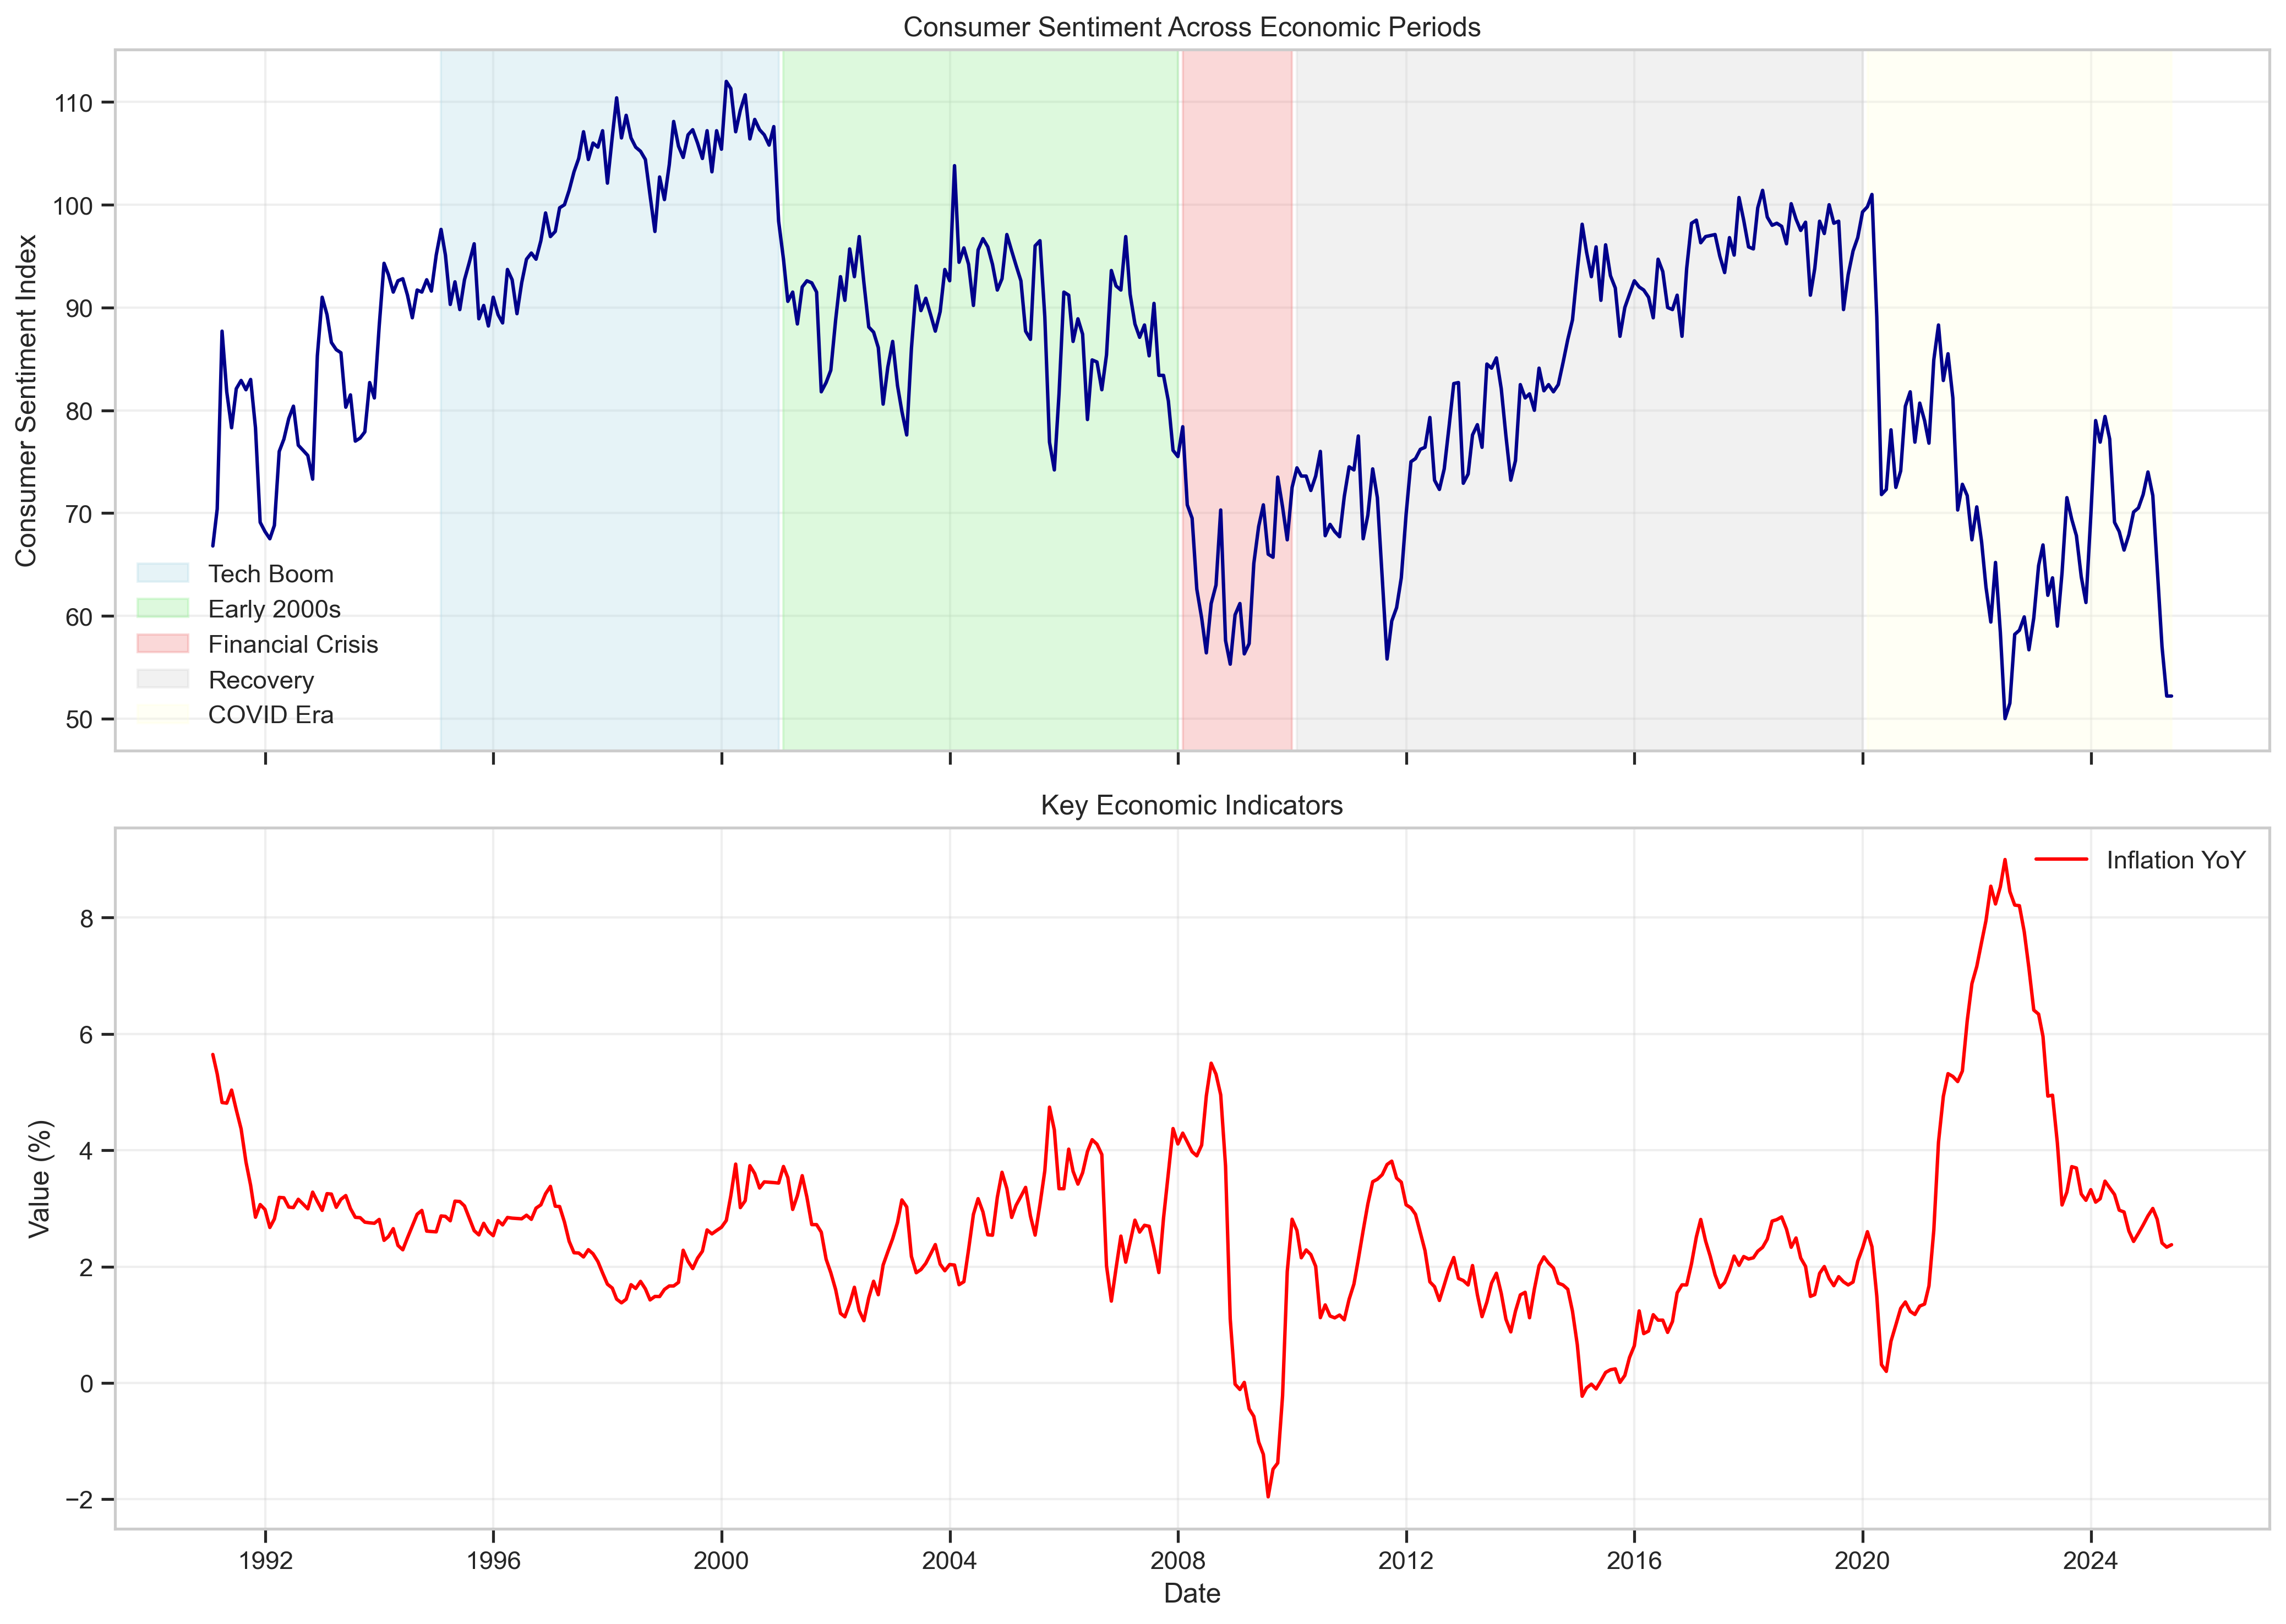 Consumer Sentiment Across Economic Periods
Consumer Sentiment Index
110
100
90
80
70
60
50
Tech Boom
Early 2000s
Financial Crisis
Recovery
COVID Era
Key Economic Indicators
Value (%)
8
6
4
2
0
−2
Inflation YoY
1992 1996 2000 2004 2008 2012 2016 2020 2024
Date